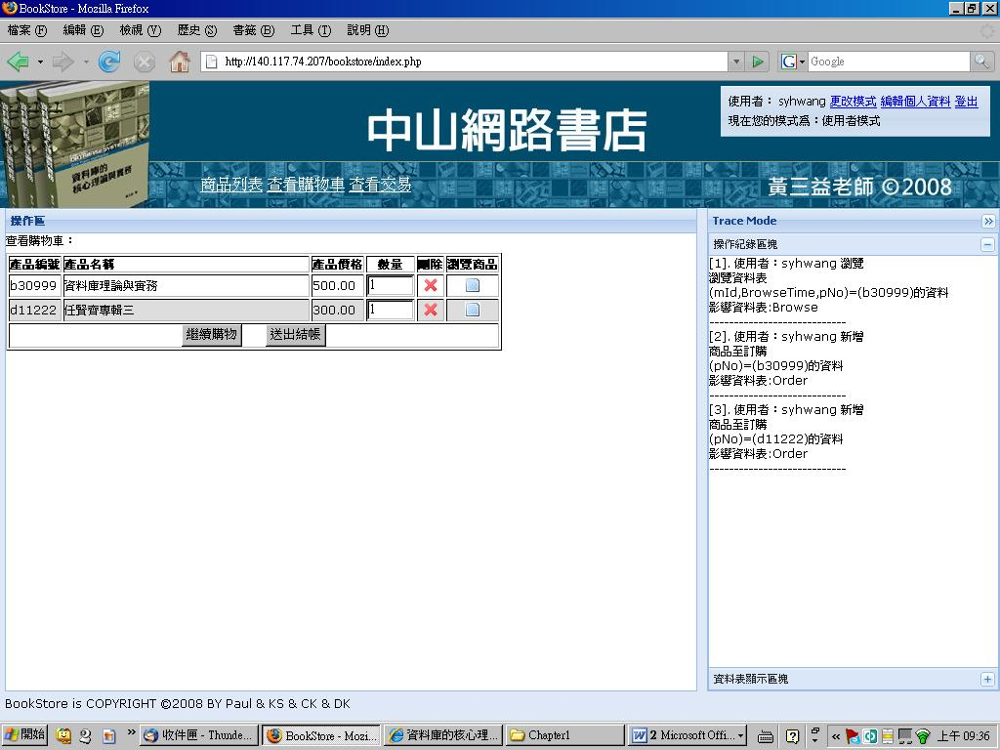 BookStore - Mozilla Firefox
檔案 (F) 編輯 (E) 檢視 (V) 歷史 (S) 書籤 (B) 工具 (T) 說明 (H)
http://140.117.74.207/bookstore/index.php
Google
資料庫的
核心理論與實務
中山網路書店
使用者： syhwang 更改模式 編輯個人資料 登出
現在您的模式為：使用者模式
商品列表 查看購物車 查看交易
黃三益老師 ©2008
操作區
查看購物車：
產品編號 產品名稱 產品價格 數量 刪除 瀏覽商品
b30999 資料庫理論與實務 500.00 1
d11222 任賢齊專輯三 300.00 1
繼續購物 送出結帳
Trace Mode
操作紀錄區塊
[1]. 使用者：syhwang 瀏覽
瀏覽資料表
(mId,BrowseTime,pNo)=(b30999)的資料
影響資料表:Browse
----------------------------
[2]. 使用者：syhwang 新增
商品至訂購
(pNo)=(b30999)的資料
影響資料表:Order
----------------------------
[3]. 使用者：syhwang 新增
商品至訂購
(pNo)=(d11222)的資料
影響資料表:Order
----------------------------
資料表顯示區塊
BookStore is COPYRIGHT ©2008 BY Paul & KS & CK & DK
開始 收件匣 - Thunde... BookStore - Mozi... 資料庫的核心理... Chapter1 2 Microsoft Offi... 上午 09:36